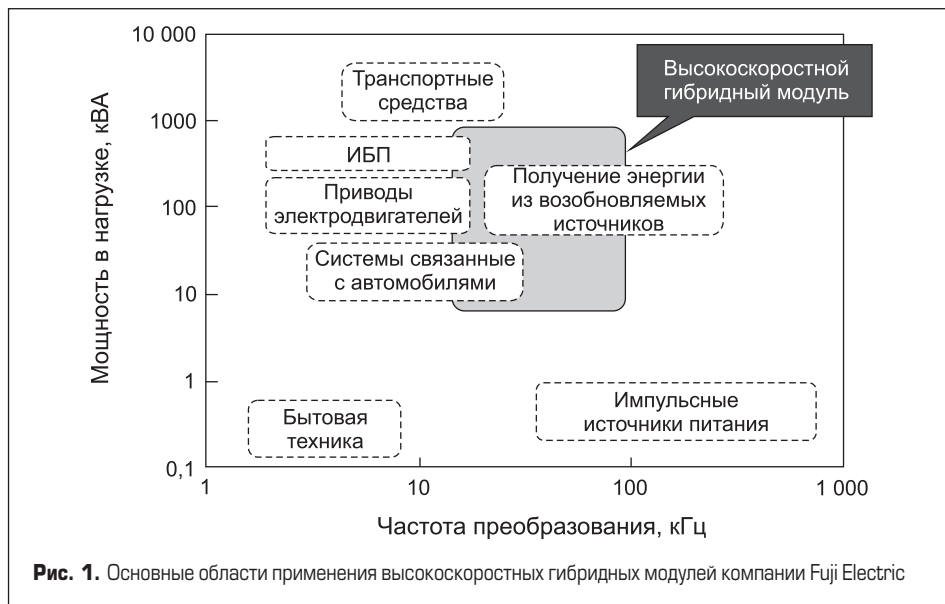 10 000
1000
100
10
1
0,1
Мощность в нагрузке, кВА
Транспортные
средства
Высокоскоростной
гибридный модуль
ИБП
Приводы
электродвигателей
Получение энергии
из возобновляемых
источников
Системы связанные
с автомобилями
Бытовая
техника
Импульсные
источники питания
1
10
100
1 000
Частота преобразования, кГц
Рис. 1. Основные области применения высокоскоростных гибридных модулей компании Fuji Electric